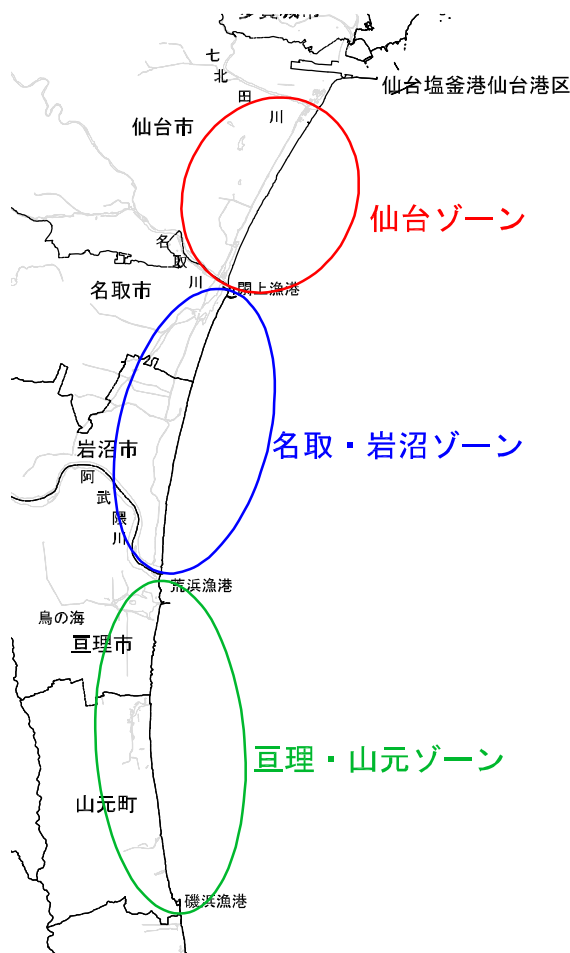 仙台塩釜港仙台港区
七北田川
仙台市
仙台ゾーン
名取川
名取市
閖上漁港
岩沼市
名取・岩沼ゾーン
阿武隈川
荒浜漁港
鳥の海
亘理市
亘理・山元ゾーン
山元町
磯浜漁港